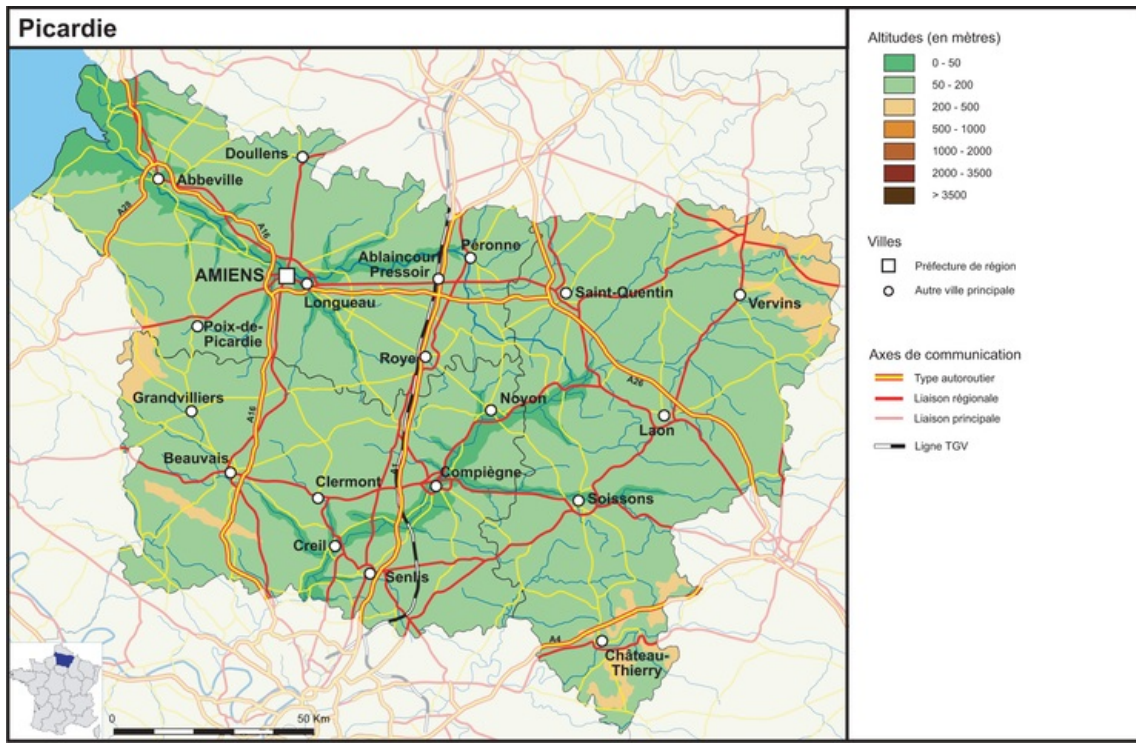 Picardie
Doullens
Abbeville
A28
A16
Péronne
Ablaincourt
Pressoir
AMIENS
Longueau
Saint-Quentin
Vervins
Poix-de-
Picardie
Roye
A26
Grandvilliers
A16
Noyon
Laon
Beauvais
Clermont
A1
Compiègne
Soissons
Creil
Senlis
A4
Château-
Thierry
0 50 Km
Altitudes (en mètres)
0 - 50
50 - 200
200 - 500
500 - 1000
1000 - 2000
2000 - 3500
> 3500
Villes
Préfecture de région
Autre ville principale
Axes de communication
Type autoroutier
Liaison régionale
Liaison principale
Ligne TGV